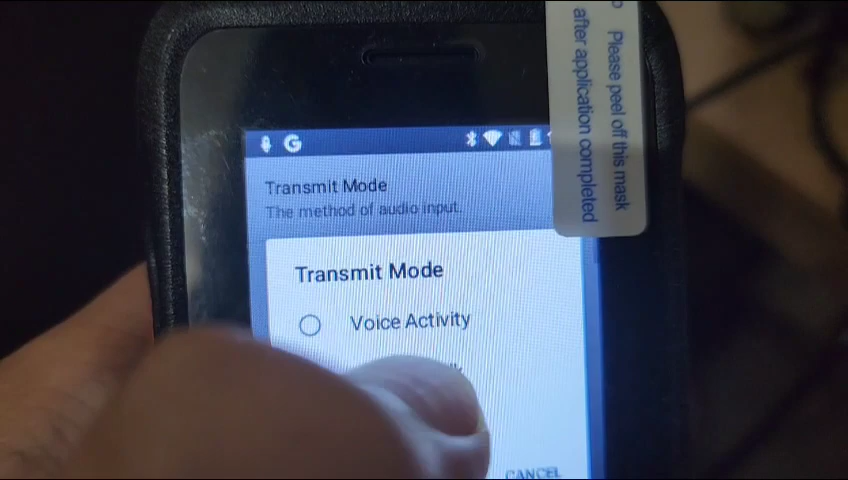 Please peel off this mask
after application completed
G
Transmit Mode
The method of audio input.
Transmit Mode
Voice Activity
CANCEL